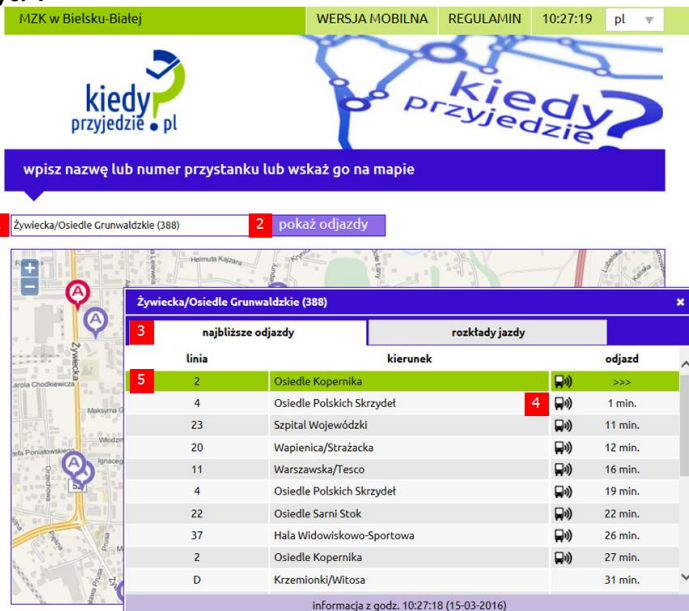 MZK w Bielsku-Białej WERSJA MOBILNA REGULAMIN 10:27:19 pl
kiedy
przyjedzie pl
kiedy
przyjedzie ?
wpisz nazwę lub numer przystanku lub wskaż go na mapie
Żywiecka/Osiedle Grunwaldzkie (388) 2 pokaż odjazdy
Helmuta Kajzara
+
−
A
A
Żywiecka
A
Żywiecka/Osiedle Grunwaldzkie (388) ×
3 najbliższe odjazdy rozkłady jazdy
linia kierunek odjazd
5 2 Osiedle Kopernika >>>
4 Osiedle Polskich Skrzydeł 4 1 min.
23 Szpital Wojewódzki 11 min.
20 Wapienica/Strażacka 12 min.
11 Warszawska/Tesco 16 min.
4 Osiedle Polskich Skrzydeł 19 min.
22 Osiedle Sarni Stok 22 min.
37 Hala Widowiskowo-Sportowa 26 min.
2 Osiedle Kopernika 27 min.
D Krzemionki/Witosa 31 min.
informacja z godz. 10:27:18 (15-03-2016)